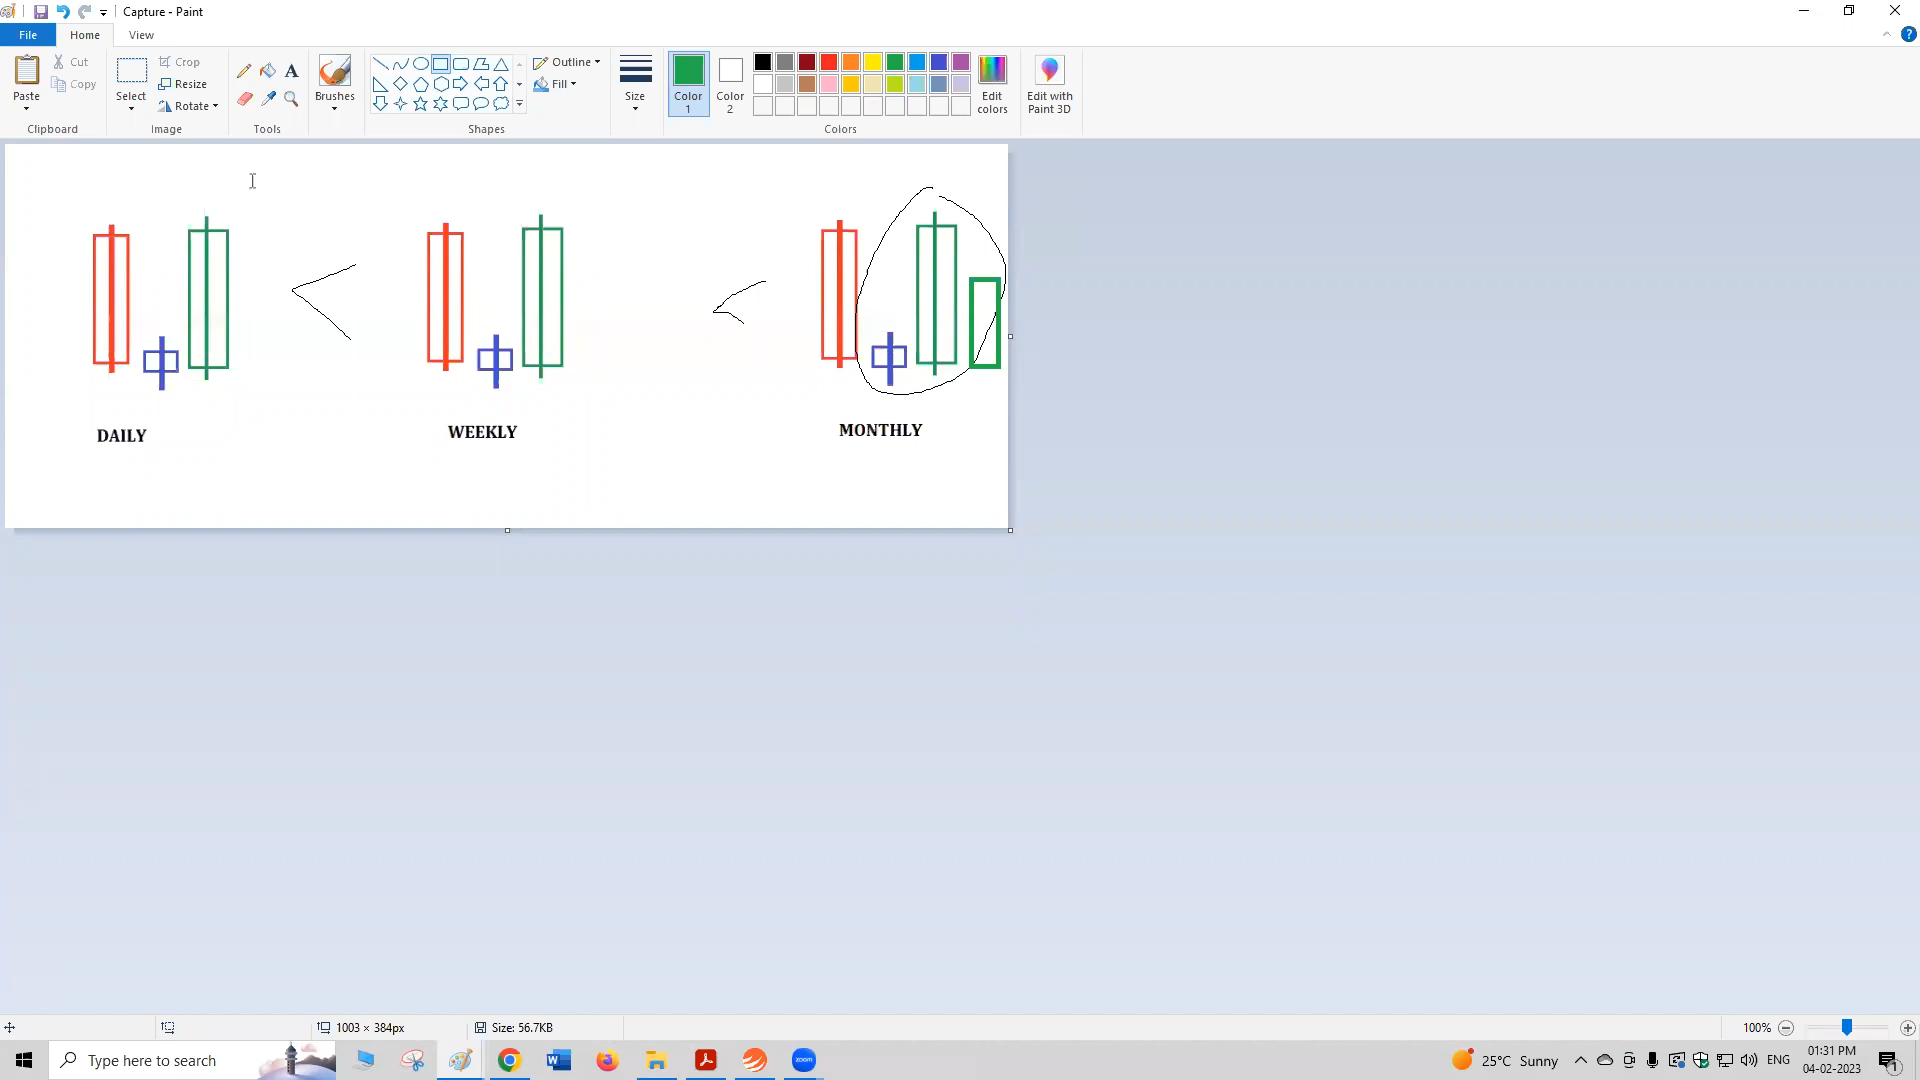 Capture - Paint
File Home View
Paste
Cut
Copy
Clipboard
Select
Crop
Resize
Rotate
Image
A
Tools
Brushes
Shapes
Outline
Fill
Size
Color 1
Color 2
Edit colors
Colors
Edit with Paint 3D
?
DAILY
WEEKLY
MONTHLY
1003 × 384px
Size: 56.7KB
100%
Type here to search
W
zoom
25°C Sunny
ENG
01:31 PM
04-02-2023
1